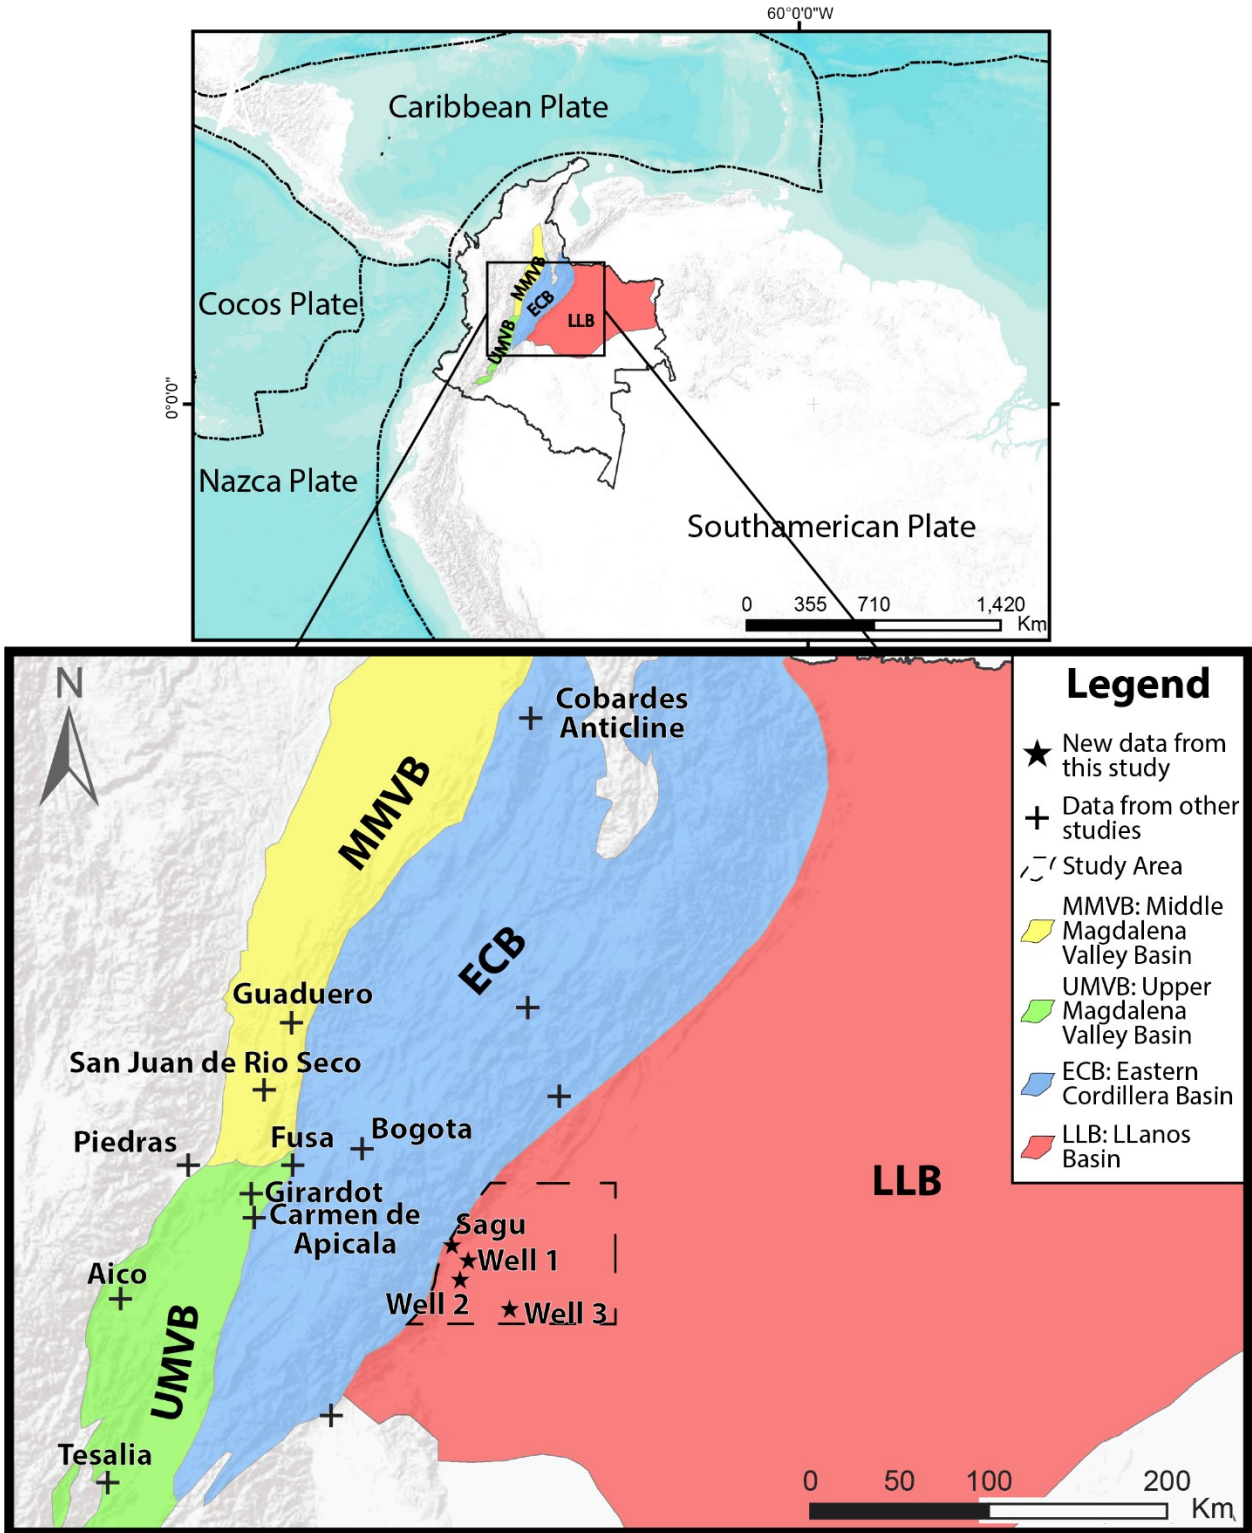 60°0'0"W
Caribbean Plate
Cocos Plate
MMVB
ECB
LLB
UMVB
0°0'0"
Nazca Plate
Southamerican Plate
0 355 710 1,420
Km
N
Cobardes
Anticline
MMVB
ECB
Guaduero
San Juan de Rio Seco
Piedras
Fusa
Bogota
Girardot
Carmen de
Apicala
Sagu
Well 1
Well 2
Well 3
Aico
UMVB
Tesalia
LLB
Legend
New data from
this study
Data from other
studies
Study Area
MMVB: Middle
Magdalena
Valley Basin
UMVB: Upper
Magdalena
Valley Basin
ECB: Eastern
Cordillera Basin
LLB: LLanos
Basin
0 50 100 200
Km